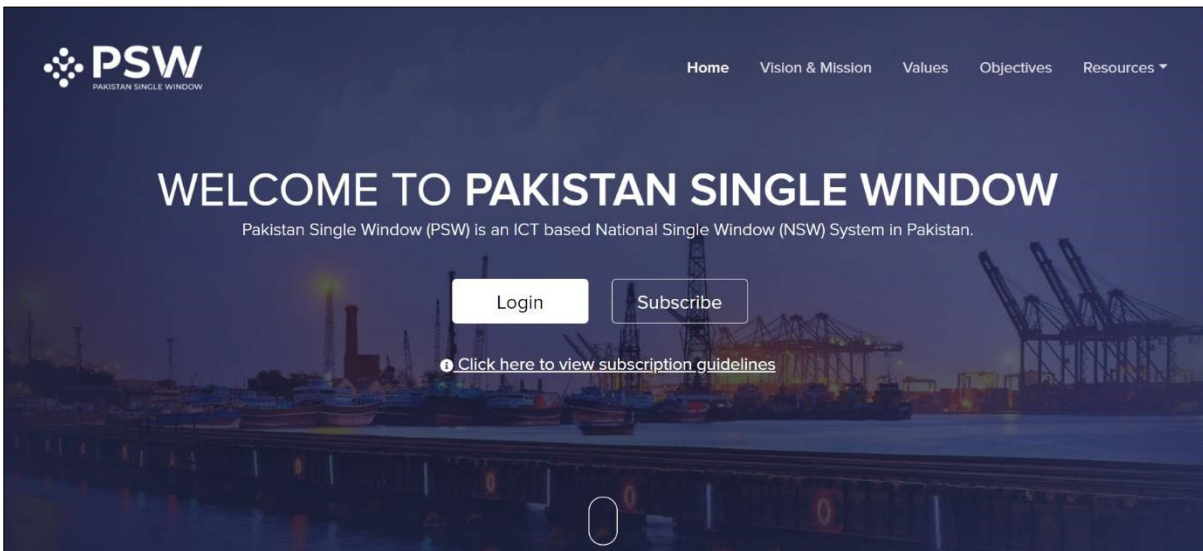 PSW
PAKISTAN SINGLE WINDOW
Home Vision & Mission Values Objectives Resources
WELCOME TO PAKISTAN SINGLE WINDOW
Pakistan Single Window (PSW) is an ICT based National Single Window (NSW) System in Pakistan.
Login Subscribe
Click here to view subscription guidelines